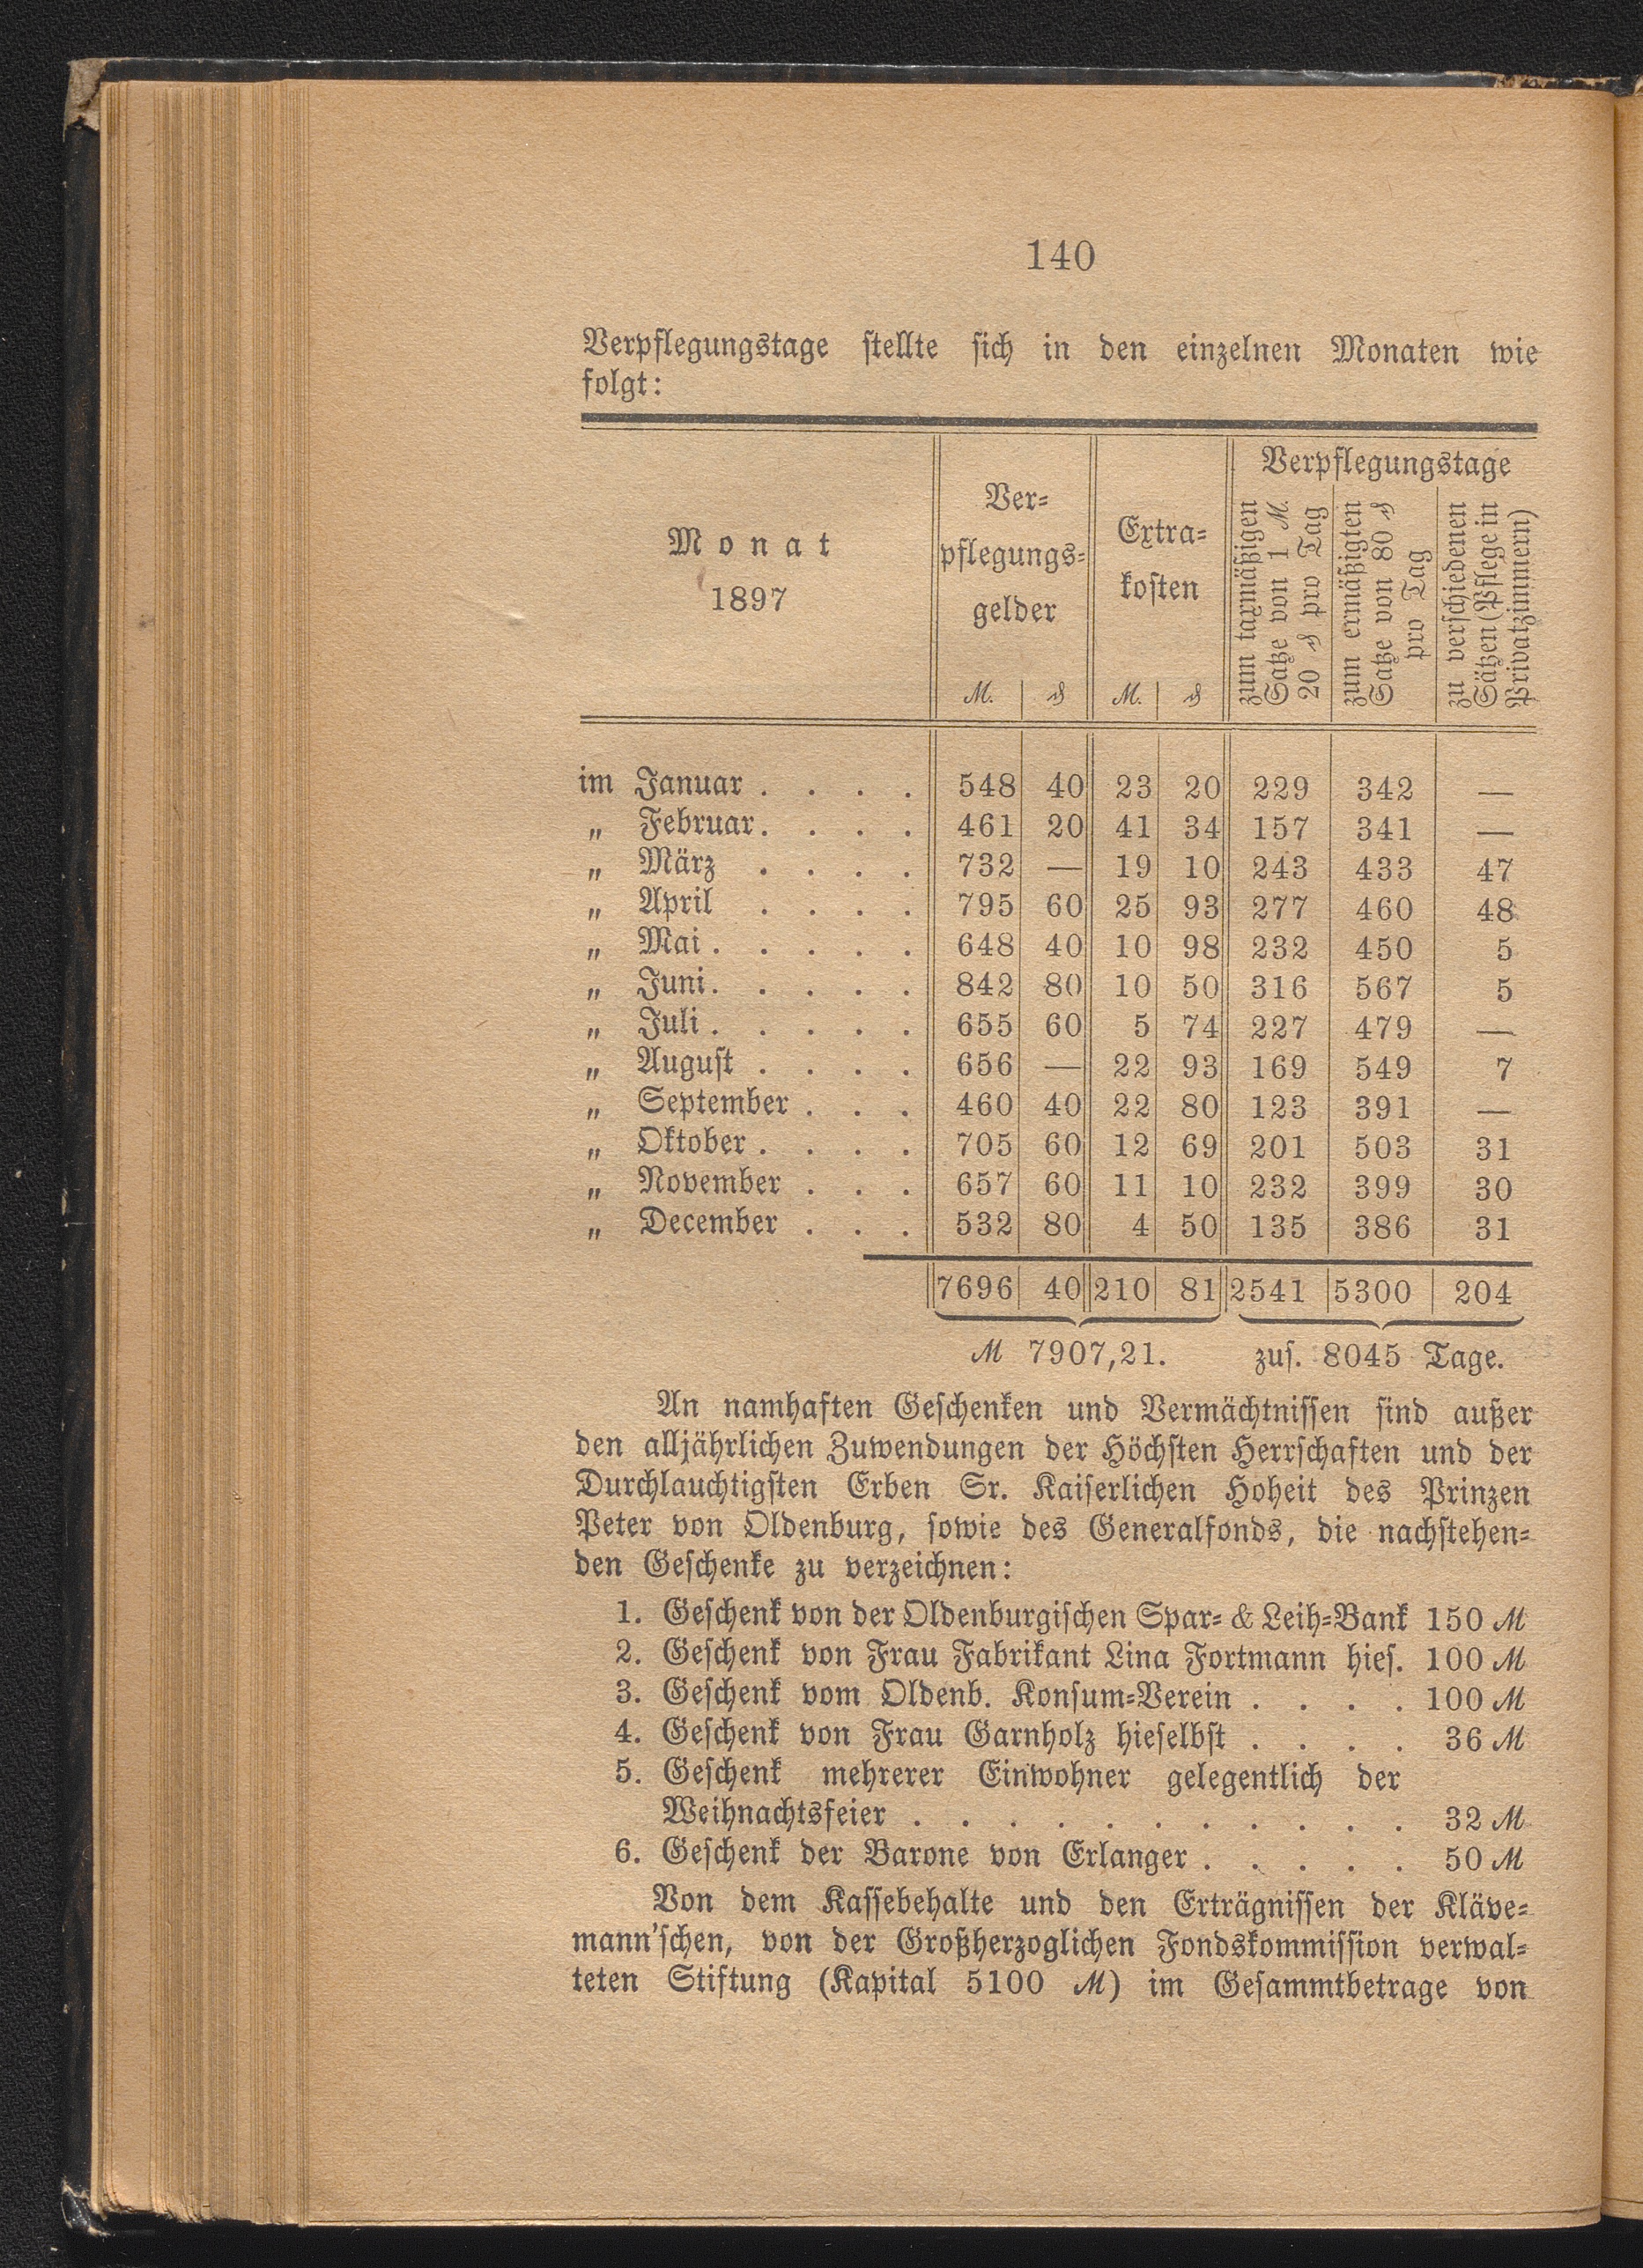 140
Verpflegungstage stellte sich in den einzelnen Monaten wie
folgt:
Monat
1897
Ver-
pflegungs-
gelder
M. ₰
Extra-
kosten
M. ₰
Verpflegungstage
zum taxmäßigen
Satze von 1 M.
20 ₰ pro Tag
zum ermäßigten
Satze von 80 ₰
pro Tag
zu verschiedenen
Sätzen (Pflege in
Privatzimmern)
im Januar . . . . 548 40 23 20 229 342 —
„ Februar . . . . 461 20 41 34 157 341 —
„ März . . . . 732 — 19 10 243 433 47
„ April . . . . 795 60 25 93 277 460 48
„ Mai . . . . . 648 40 10 98 232 450 5
„ Juni . . . . . 842 80 10 50 316 567 5
„ Juli . . . . . 655 60 5 74 227 479 —
„ August . . . . 656 — 22 93 169 549 7
„ September . . . 460 40 22 80 123 391 —
„ Oktober . . . . 705 60 12 69 201 503 31
„ November . . . 657 60 11 10 232 399 30
„ December . . . 532 80 4 50 135 386 31
7696 40 210 81 2541 5300 204
M 7907,21. zus. 8045 Tage.
An namhaften Geschenken und Vermächtnissen sind außer
den alljährlichen Zuwendungen der Höchsten Herrschaften und der
Durchlauchtigsten Erben Sr. Kaiserlichen Hoheit des Prinzen
Peter von Oldenburg, sowie des Generalfonds, die nachstehen-
den Geschenke zu verzeichnen:
1. Geschenk von der Oldenburgischen Spar- & Leih-Bank 150 M
2. Geschenk von Frau Fabrikant Lina Fortmann hies. 100 M
3. Geschenk vom Oldenb. Konsum-Verein . . . . 100 M
4. Geschenk von Frau Garnholz hieselbst . . . . 36 M
5. Geschenk mehrerer Einwohner gelegentlich der
Weihnachtsfeier . . . . . . . . . . . 32 M
6. Geschenk der Barone von Erlanger . . . . . 50 M
Von dem Kassebehalte und den Erträgnissen der Kläve-
mann'schen, von der Großherzoglichen Fondskommission verwal-
teten Stiftung (Kapital 5100 M) im Gesammtbetrage von